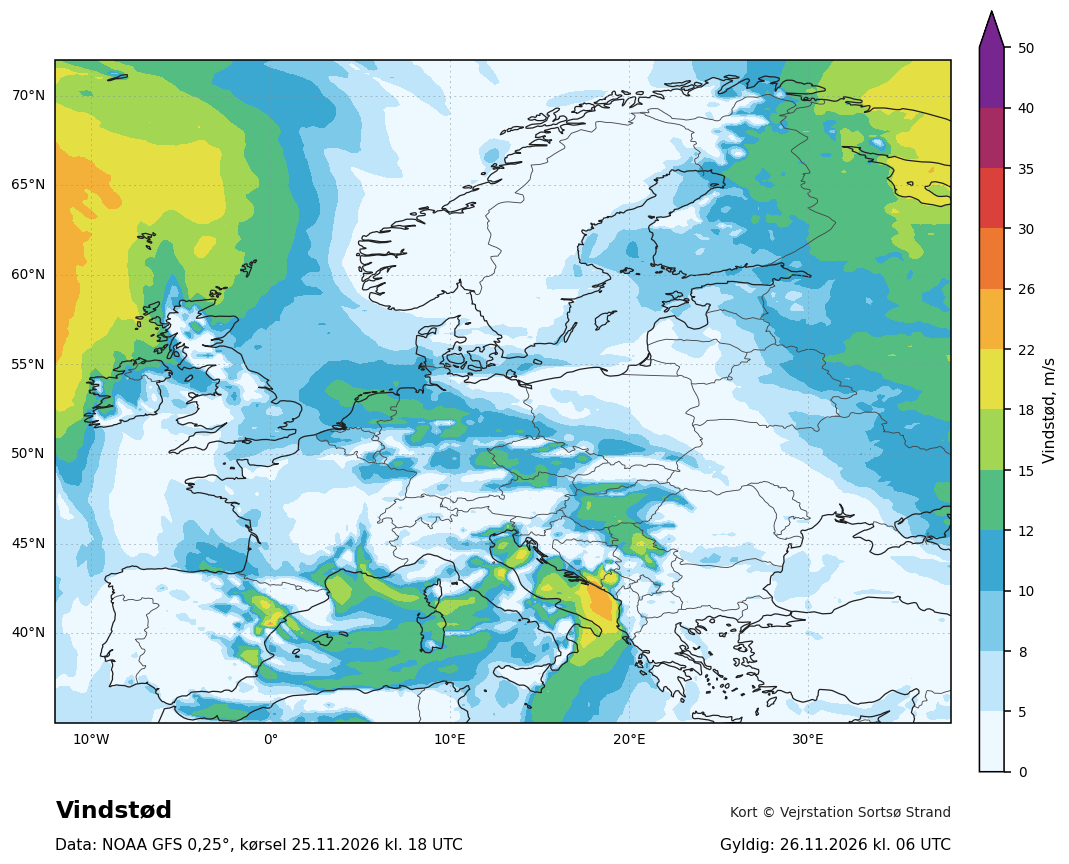 70°N
65°N
60°N
55°N
50°N
45°N
40°N
10°W
0°
10°E
20°E
30°E
50
40
35
30
26
22
18
15
12
10
8
5
0
Vindstød, m/s
Vindstød
Kort © Vejrstation Sortsø Strand
Data: NOAA GFS 0,25°, kørsel 25.11.2026 kl. 18 UTC
Gyldig: 26.11.2026 kl. 06 UTC